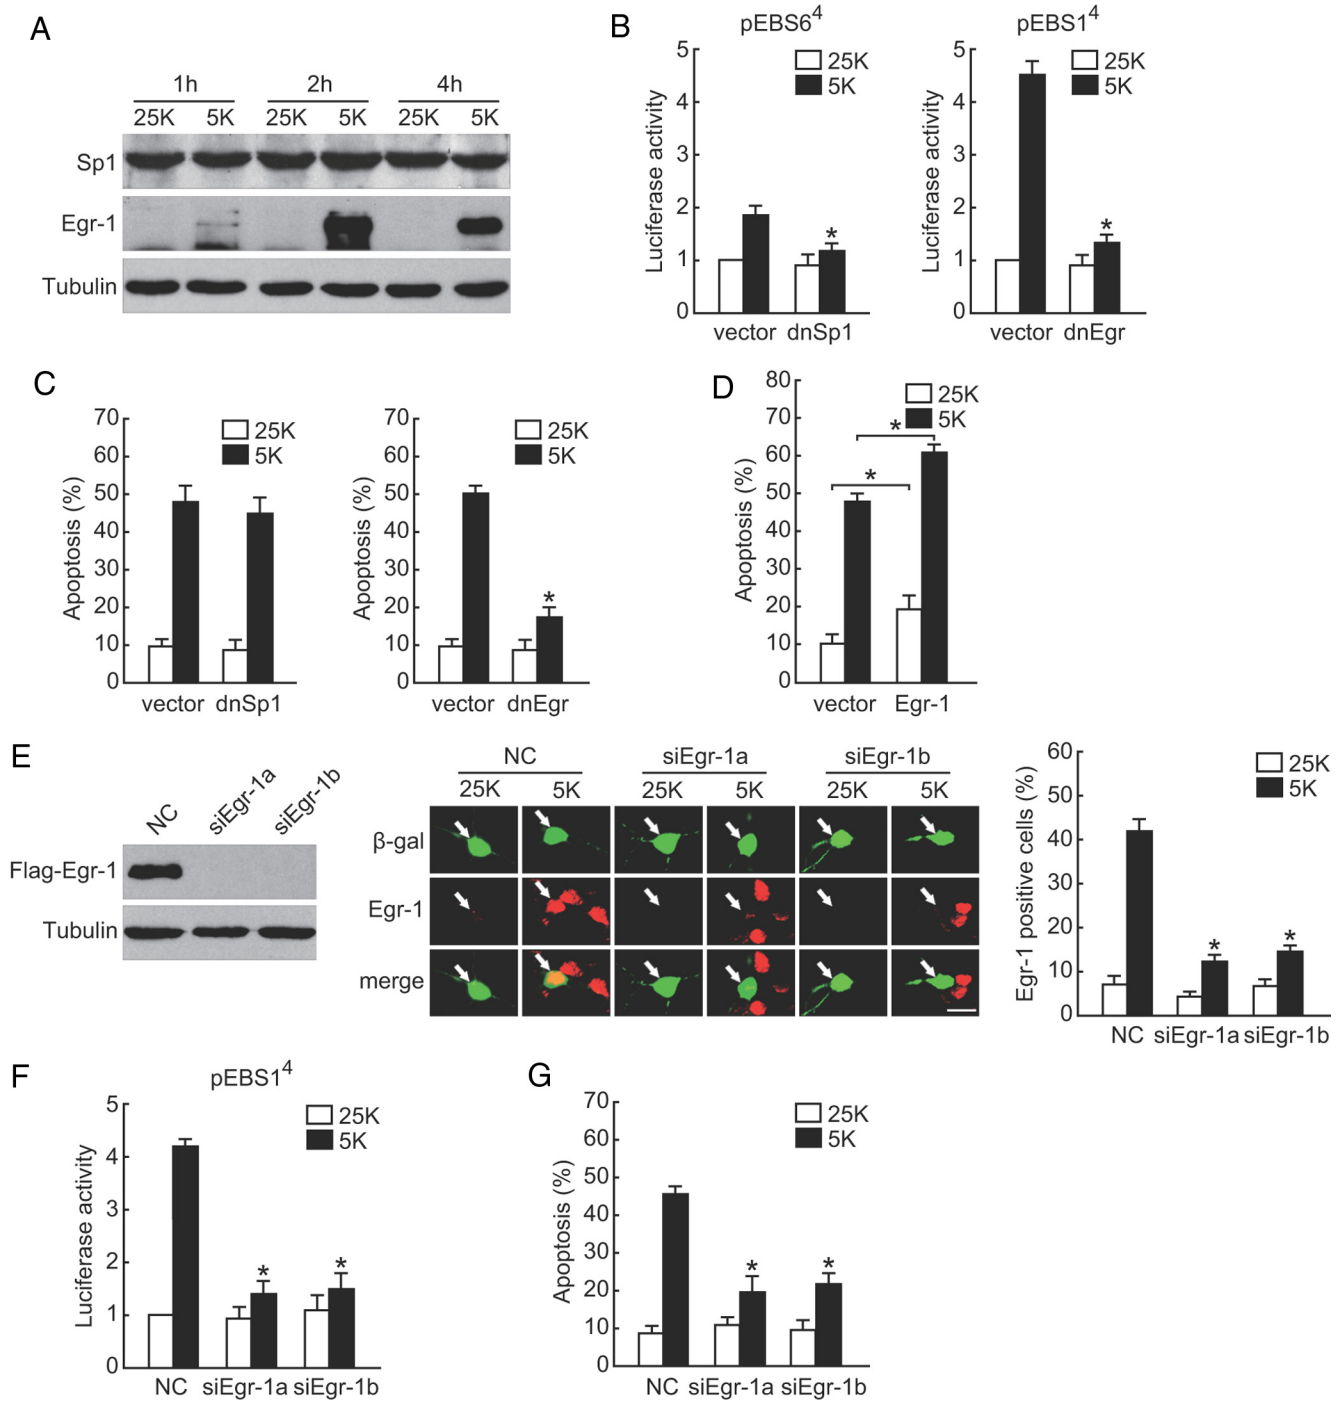 A
1h 2h 4h
25K 5K 25K 5K 25K 5K
Sp1
Egr-1
Tubulin
B
pEBS6⁴
25K
5K
Luciferase activity
5
4
3
2
1
0
*
vector dnSp1
pEBS1⁴
25K
5K
Luciferase activity
5
4
3
2
1
0
*
vector dnEgr
C
25K
5K
Apoptosis (%)
70
60
50
40
30
20
10
0
vector dnSp1
25K
5K
Apoptosis (%)
70
60
50
40
30
20
10
0
*
vector dnEgr
D
25K
5K
Apoptosis (%)
80
70
60
50
40
30
20
10
0
*
*
vector Egr-1
E
NC siEgr-1a siEgr-1b
Flag-Egr-1
Tubulin
NC siEgr-1a siEgr-1b
25K 5K 25K 5K 25K 5K
β-gal
Egr-1
merge
25K
5K
Egr-1 positive cells (%)
60
50
40
30
20
10
0
* *
NC siEgr-1a siEgr-1b
F
pEBS1⁴
25K
5K
Luciferase activity
5
4
3
2
1
0
* *
NC siEgr-1a siEgr-1b
G
25K
5K
Apoptosis (%)
70
60
50
40
30
20
10
0
* *
NC siEgr-1a siEgr-1b